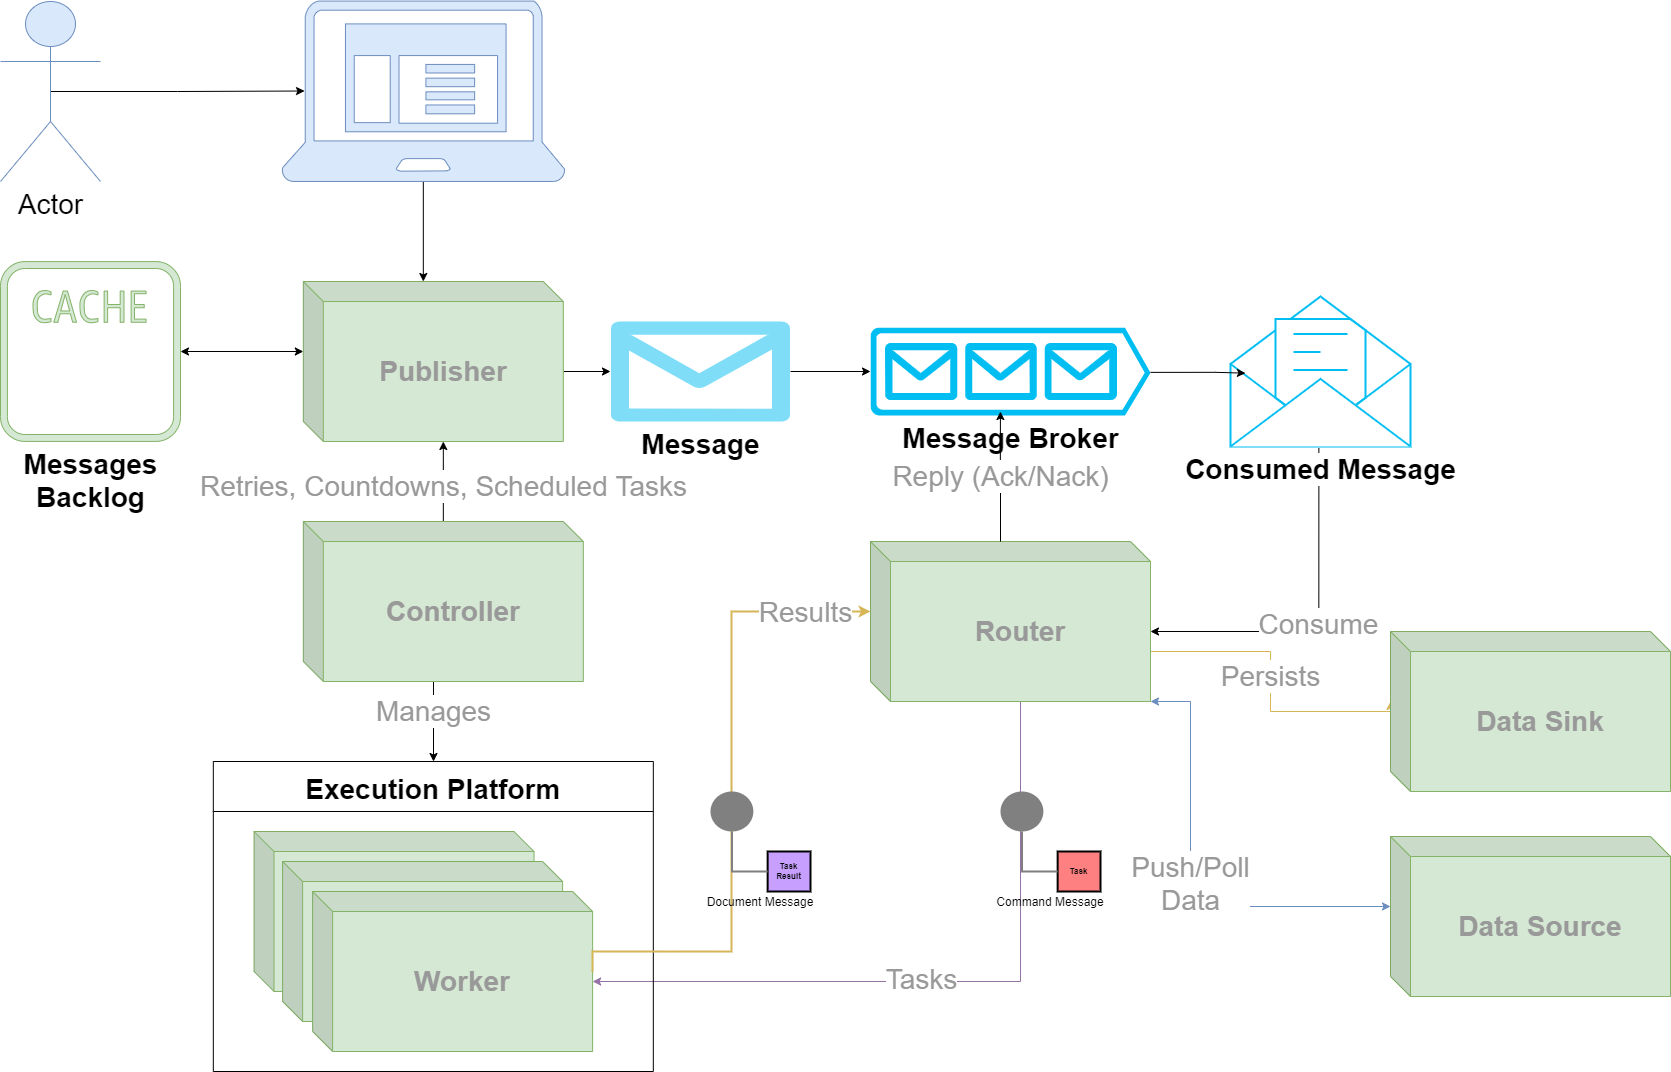 Actor
CACHE
Messages
Backlog
Publisher
Message
Message Broker
Reply (Ack/Nack)
Consumed Message
Retries, Countdowns, Scheduled Tasks
Controller
Manages
Results
Router
Consume
Persists
Data Sink
Execution Platform
Worker
Task
Result
Document Message
Task
Command Message
Push/Poll
Data
Data Source
Tasks